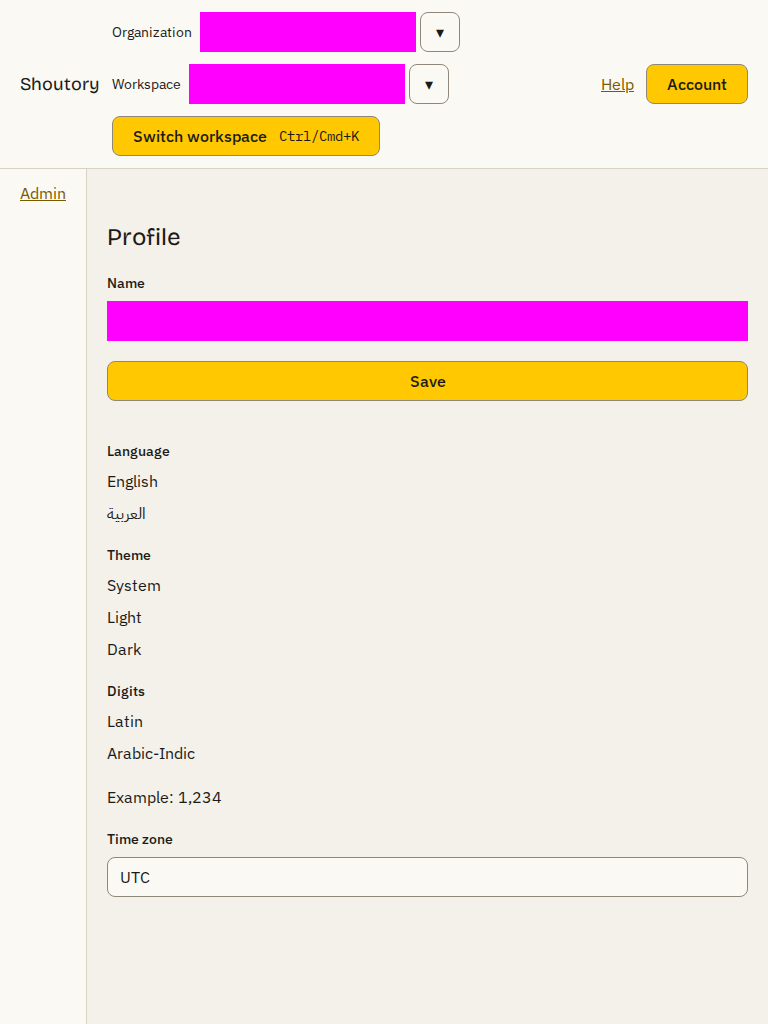 Organization ▼
Shoutory Workspace ▼ Help Account
Switch workspace Ctrl/Cmd+K
Admin
Profile
Name
Save
Language
English
العربية
Theme
System
Light
Dark
Digits
Latin
Arabic-Indic
Example: 1,234
Time zone
UTC